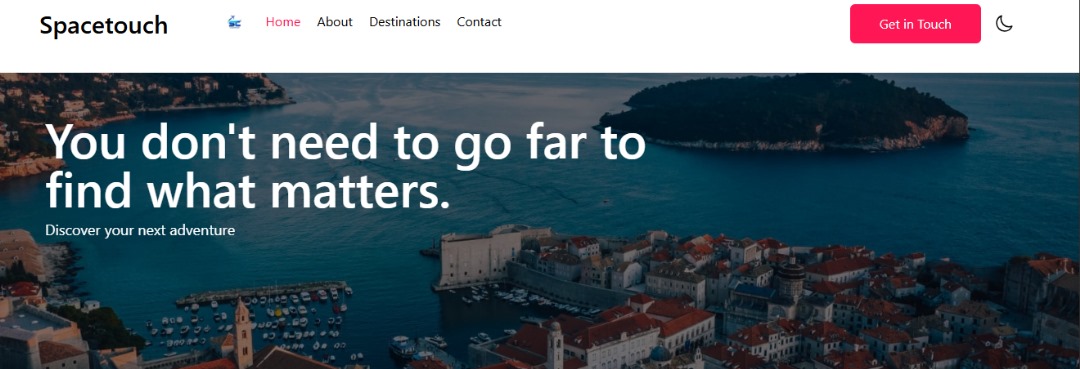 Spacetouch
Home About Destinations Contact
Get in Touch
You don't need to go far to
find what matters.
Discover your next adventure